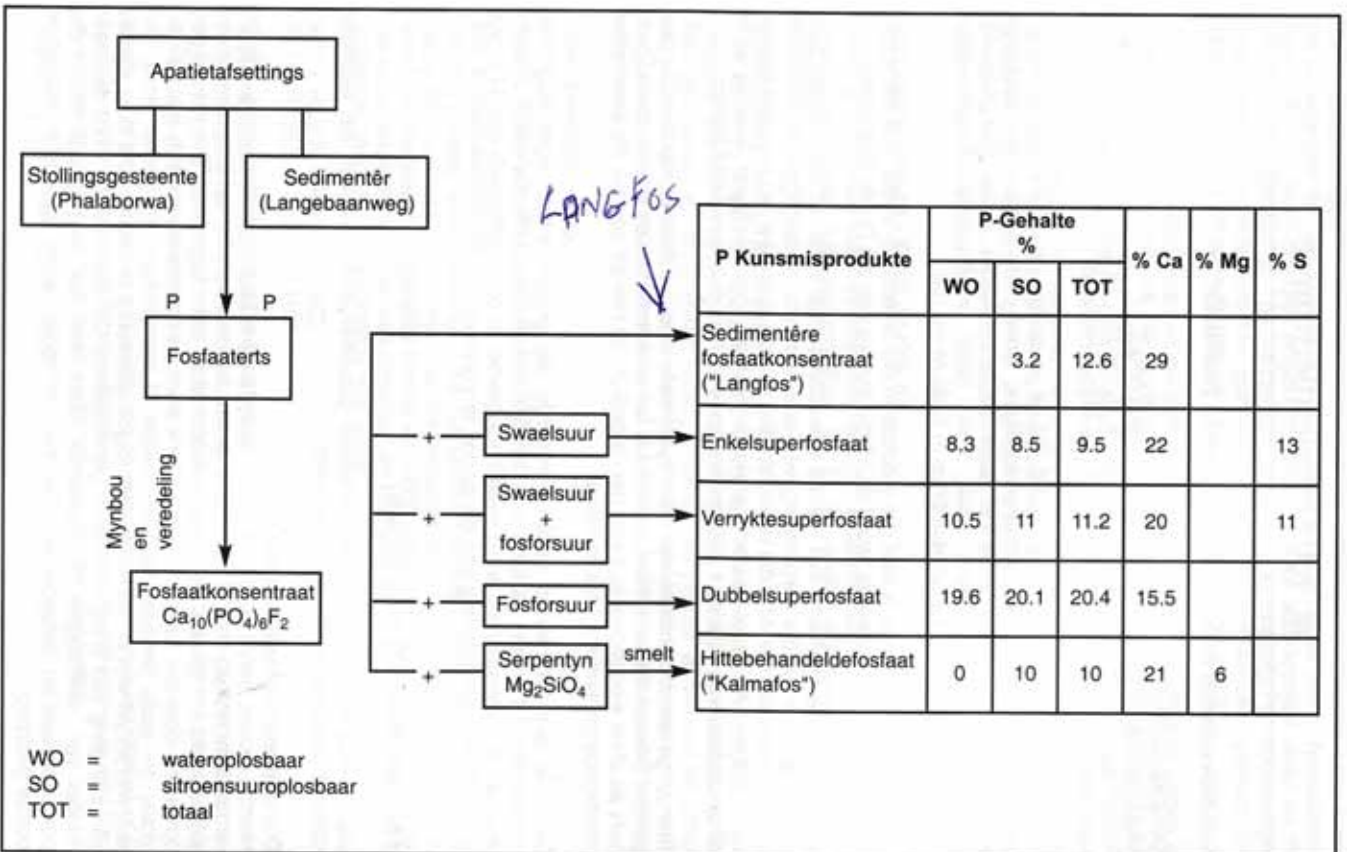 Apatietafsettings
Stollingsgesteente
(Phalaborwa)
Sedimentêr
(Langebaanweg)
P P
Fosfaaterts
Mynbou
en
veredeling
Fosfaatkonsentraat
Ca₁₀(PO₄)₆F₂
LANGFOS
P Kunsmisprodukte
P-Gehalte
%
WO SO TOT
% Ca % Mg % S
Sedimentêre
fosfaatkonsentraat
("Langfos")
3.2 12.6 29
+ Swaelsuur
Enkelsuperfosfaat 8.3 8.5 9.5 22 13
Swaelsuur
+ +
fosforsuur
Verryktesuperfosfaat 10.5 11 11.2 20 11
+ Fosforsuur
Dubbelsuperfosfaat 19.6 20.1 20.4 15.5
+ Serpentyn
Mg₂SiO₄
smelt
Hittebehandeldefosfaat
("Kalmafos")
0 10 10 21 6
WO = wateroplosbaar
SO = sitroensuuroplosbaar
TOT = totaal